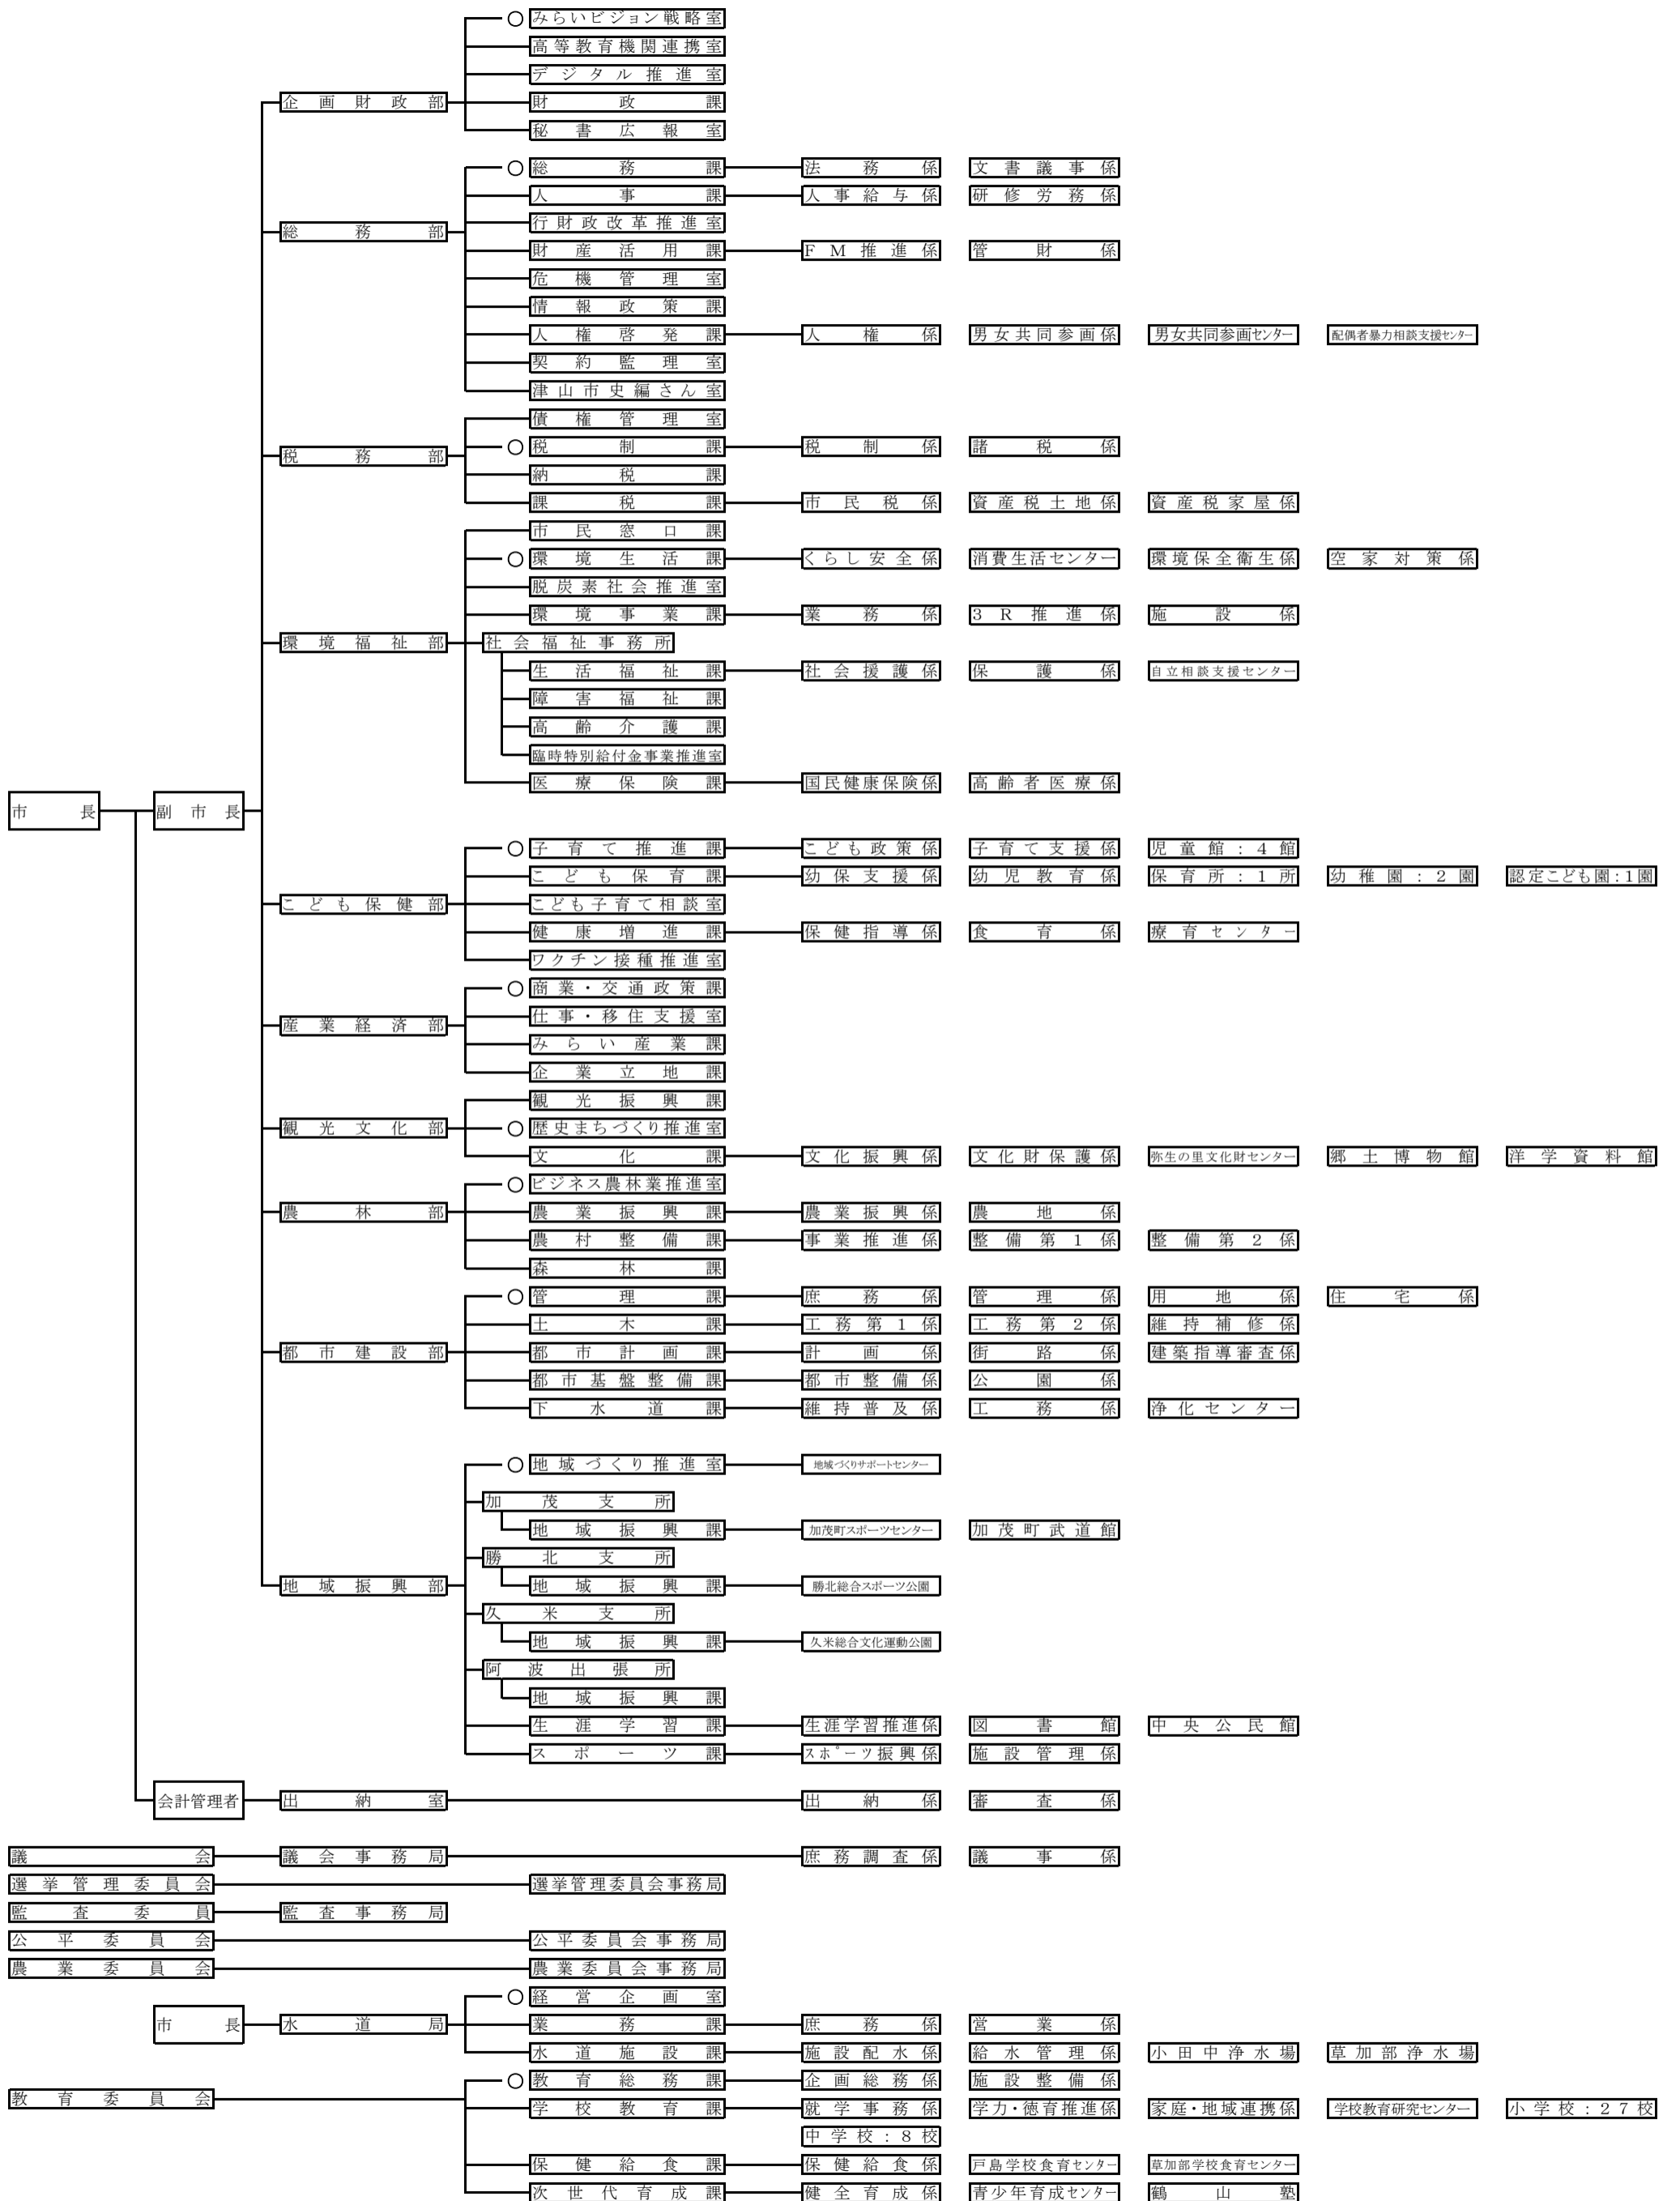 ○ みらいビジョン戦略室
高等教育機関連携室
デジタル推進室
企画財政部 財政課
秘書広報室
○ 総務課 法務係 文書議事係
人事課 人事給与係 研修労務係
行財政改革推進室
総務部
財産活用課 FM推進係 管財係
危機管理室
情報政策課
人権啓発課 人権係 男女共同参画係 男女共同参画センター 配偶者暴力相談支援センター
契約監理室
津山市史編さん室
債権管理室
○ 税制課 税制係 諸税係
税務部
納税課
課税課 市民税係 資産税土地係 資産税家屋係
市民窓口課
○ 環境生活課 くらし安全係 消費生活センター 環境保全衛生係 空家対策係
脱炭素社会推進室
環境事業課 業務係 3R推進係 施設係
環境福祉部 社会福祉事務所
生活福祉課 社会援護係 保護係 自立相談支援センター
障害福祉課
高齢介護課
臨時特別給付金事業推進室
医療保険課 国民健康保険係 高齢者医療係
市長 副市長
○ 子育て推進課 こども政策係 子育て支援係 児童館:4館
こども保育課 幼保支援係 幼児教育係 保育所:1所 幼稚園:2園 認定こども園:1園
こども保健部 こども子育て相談室
健康増進課 保健指導係 食育係 療育センター
ワクチン接種推進室
○ 商業・交通政策課
仕事・移住支援室
産業経済部
みらい産業課
企業立地課
観光振興課
観光文化部 ○ 歴史まちづくり推進室
文化課 文化振興係 文化財保護係 弥生の里文化財センター 郷土博物館 洋学資料館
○ ビジネス農林業推進室
農林部 農業振興課 農業振興係 農地係
農村整備課 事業推進係 整備第1係 整備第2係
森林課
○ 管理課 庶務係 管理係 用地係 住宅係
土木課 工務第1係 工務第2係 維持補修係
都市建設部 都市計画課 計画係 街路係 建築指導審査係
都市基盤整備課 都市整備係 公園係
下水道課 維持普及係 工務係 浄化センター
○ 地域づくり推進室 地域づくりサポートセンター
加茂支所
地域振興課 加茂町スポーツセンター 加茂町武道館
勝北支所
地域振興部 地域振興課 勝北総合スポーツ公園
久米支所
地域振興課 久米総合文化運動公園
阿波出張所
地域振興課
生涯学習課 生涯学習推進係 図書館 中央公民館
スポーツ課 スポーツ振興係 施設管理係
会計管理者 出納室 出納係 審査係
議会 議会事務局 庶務調査係 議事係
選挙管理委員会 選挙管理委員会事務局
監査委員 監査事務局
公平委員会 公平委員会事務局
農業委員会 農業委員会事務局
○ 経営企画室
市長 水道局 業務課 庶務係 営業係
水道施設課 施設配水係 給水管理係 小田中浄水場 草加部浄水場
○ 教育総務課 企画総務係 施設整備係
教育委員会
学校教育課 就学事務係 学力・徳育推進係 家庭・地域連携係 学校教育研究センター 小学校:27校
中学校:8校
保健給食課 保健給食係 戸島学校食育センター 草加部学校食育センター
次世代育成課 健全育成係 青少年育成センター 鶴山塾